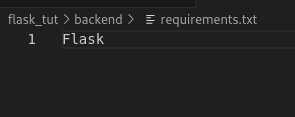 flask_tut > backend > requirements.txt
1 Flask